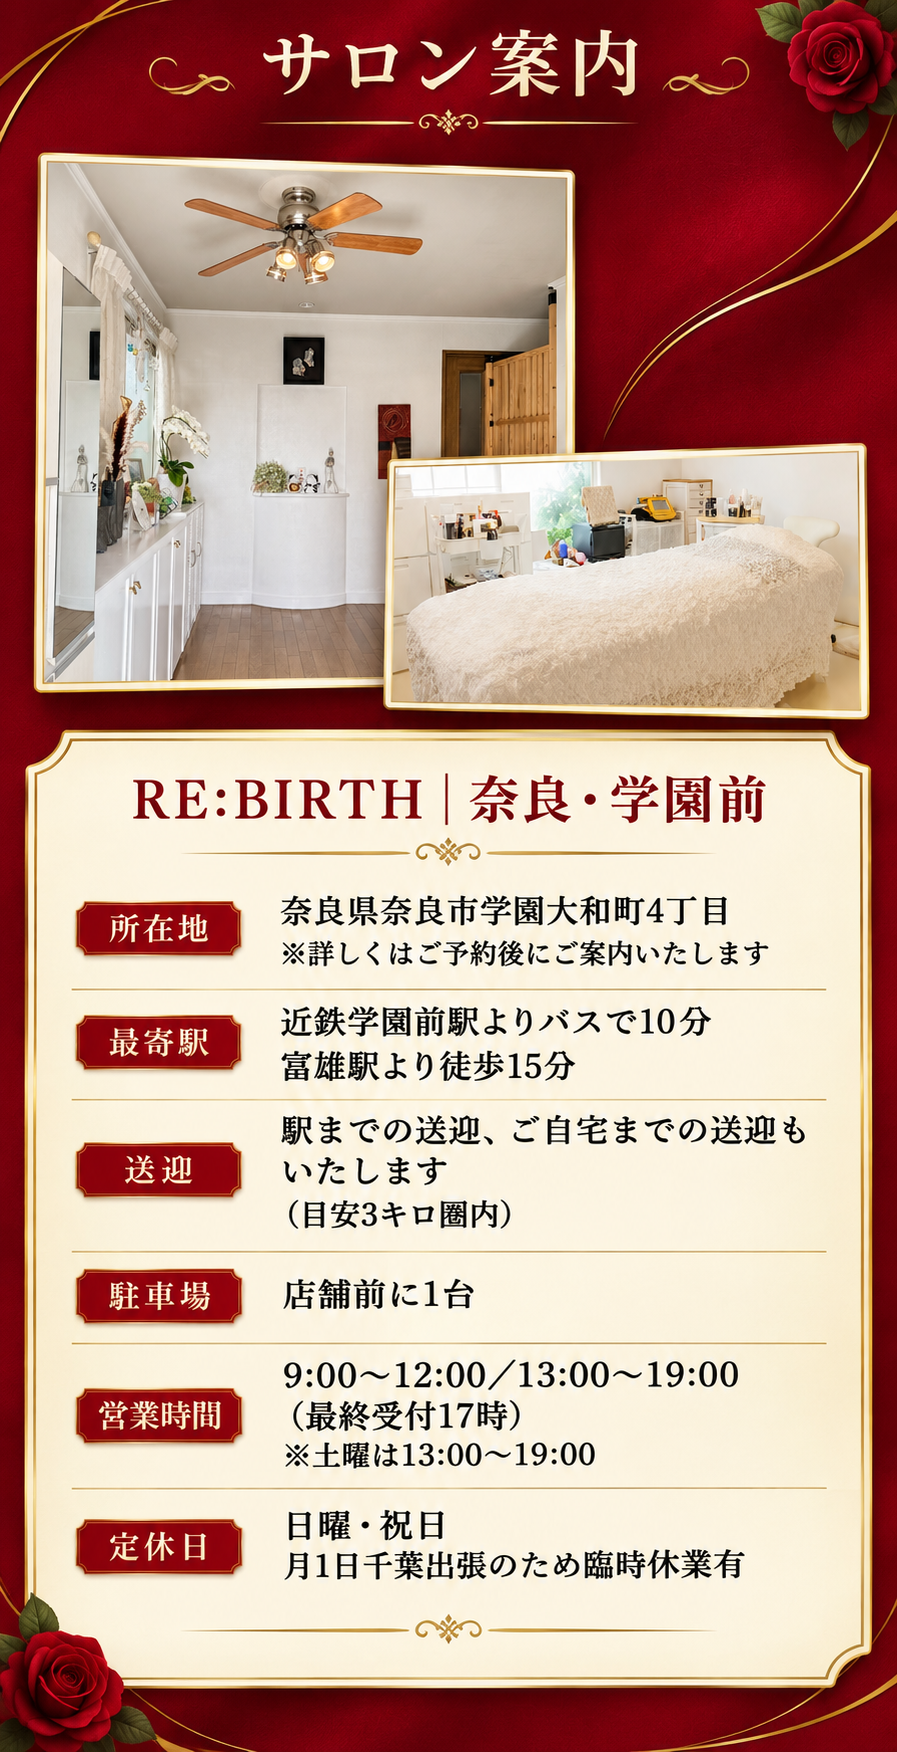 サロン案内
RE:BIRTH｜奈良・学園前
所在地
奈良県奈良市学園大和町4丁目
※詳しくはご予約後にご案内いたします
最寄駅
近鉄学園前駅よりバスで10分
富雄駅より徒歩15分
送迎
駅までの送迎、ご自宅までの送迎も
いたします
（目安3キロ圏内）
駐車場
店舗前に1台
営業時間
9:00〜12:00／13:00〜19:00
（最終受付17時）
※土曜は13:00〜19:00
定休日
日曜・祝日
月1日千葉出張のため臨時休業有